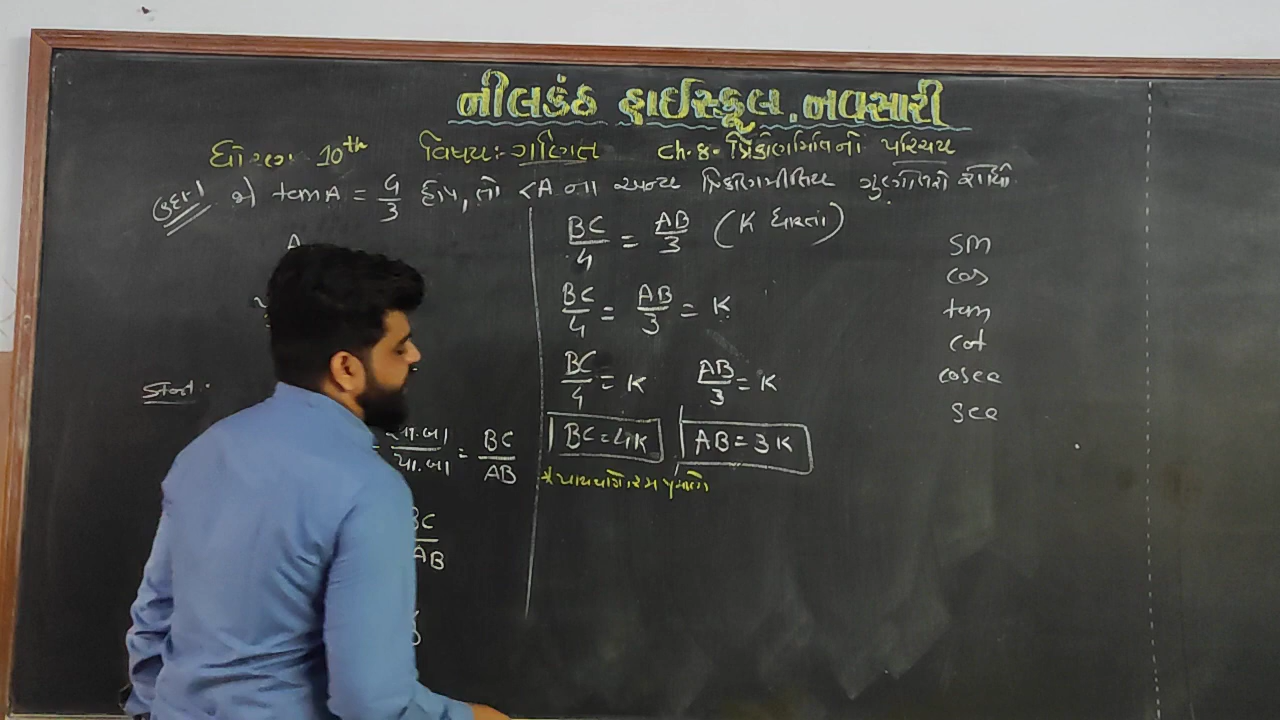 નીલકંઠ હાઈસ્કૂલ.નવસારી
ધોરણઃ 10th વિષયઃ- ગણિત Ch.8- ત્રિકોણમિતિનો પરિચય
ઉદા-1 જો tanA = 4/3 હોય,તો <A ના અન્ય ત્રિકોણમીતિય ગુણોત્તરો શોધો
A
= સા.બા/પા.બા = BC/AB
BC/AB
BC/4 = AB/3 (K ધારતા)
BC/4 = AB/3 = K
BC/4 = K AB/3 = K
BC=4K AB=3K
* પાયથાગોરસ પ્રમાણે
sin
cos
tan
cot
cosec
sec